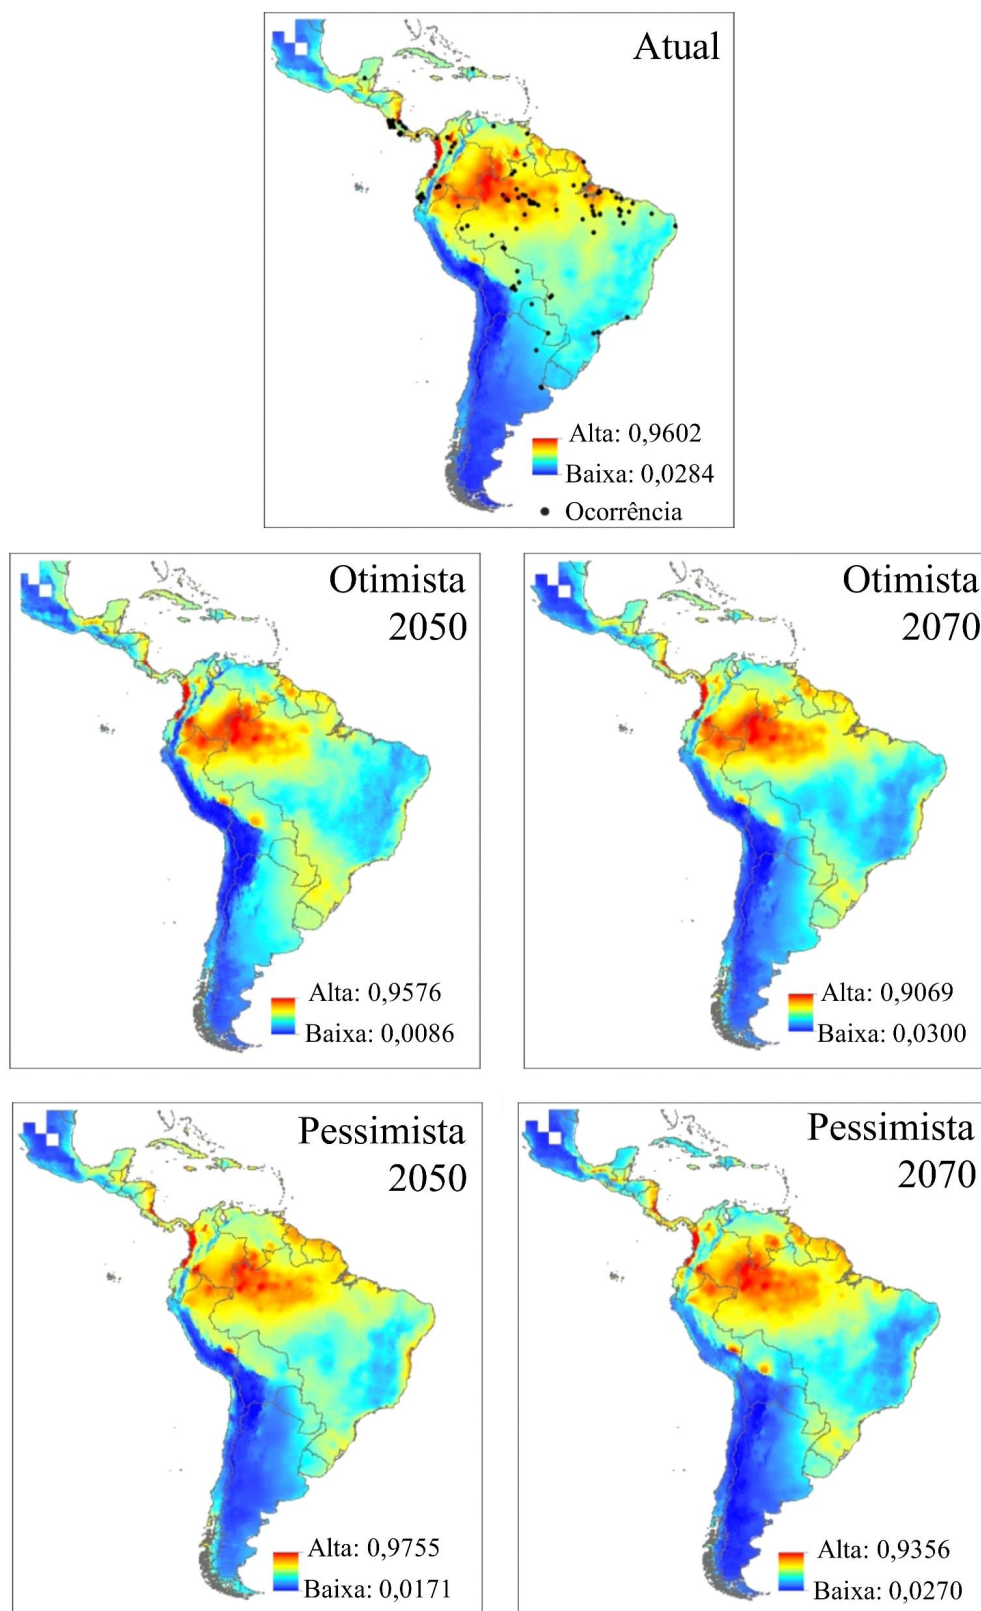 Atual
Alta: 0,9602
Baixa: 0,0284
Ocorrência
Otimista
2050
Alta: 0,9576
Baixa: 0,0086
Otimista
2070
Alta: 0,9069
Baixa: 0,0300
Pessimista
2050
Alta: 0,9755
Baixa: 0,0171
Pessimista
2070
Alta: 0,9356
Baixa: 0,0270